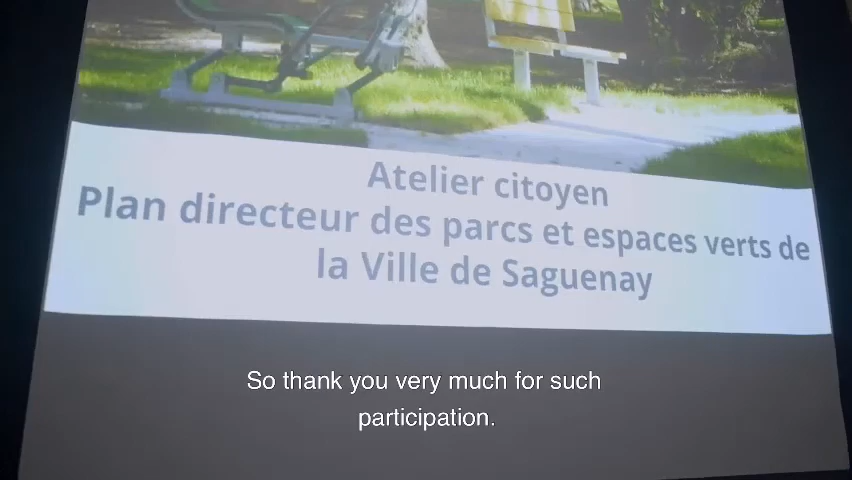 Atelier citoyen
Plan directeur des parcs et espaces verts de
la Ville de Saguenay
So thank you very much for such
participation.